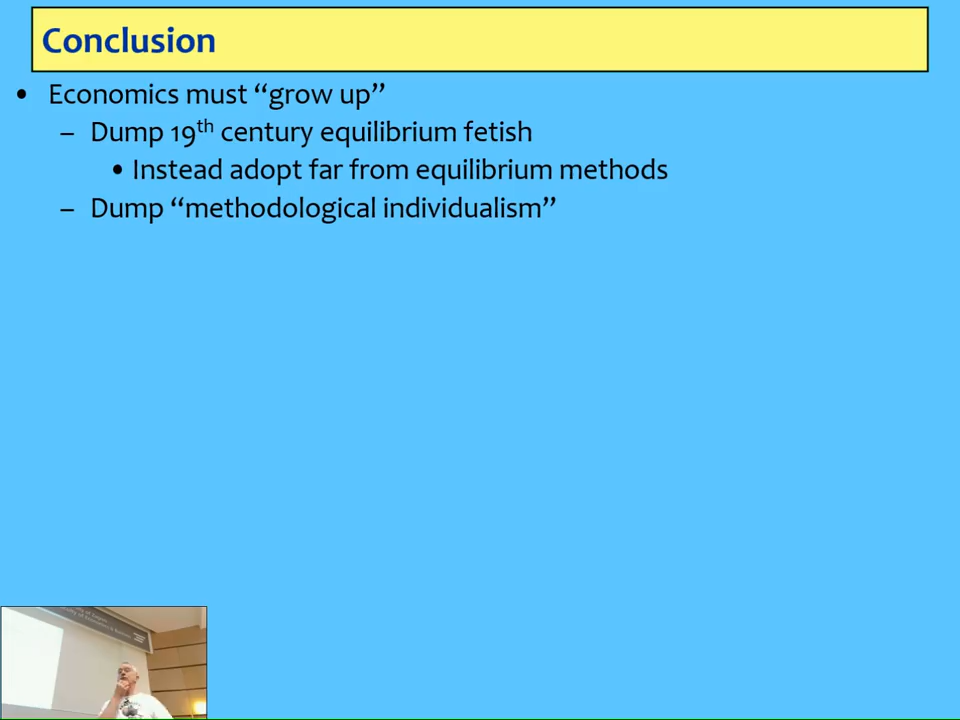 Conclusion
• Economics must “grow up”
– Dump 19th century equilibrium fetish
• Instead adopt far from equilibrium methods
– Dump “methodological individualism”